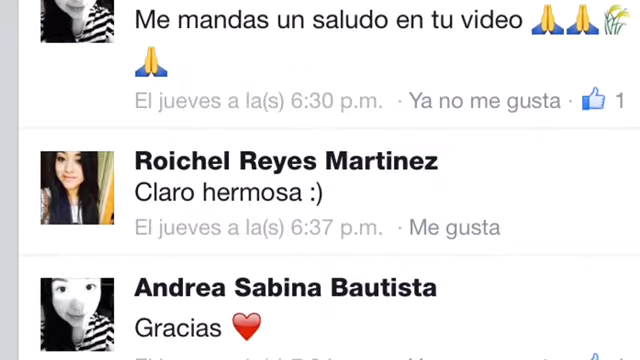 Me mandas un saludo en tu video 🙏🙏🌾
🙏
El jueves a la(s) 6:30 p.m. · Ya no me gusta · 👍 1
Roichel Reyes Martinez
Claro hermosa :)
El jueves a la(s) 6:37 p.m. · Me gusta
Andrea Sabina Bautista
Gracias ❤️